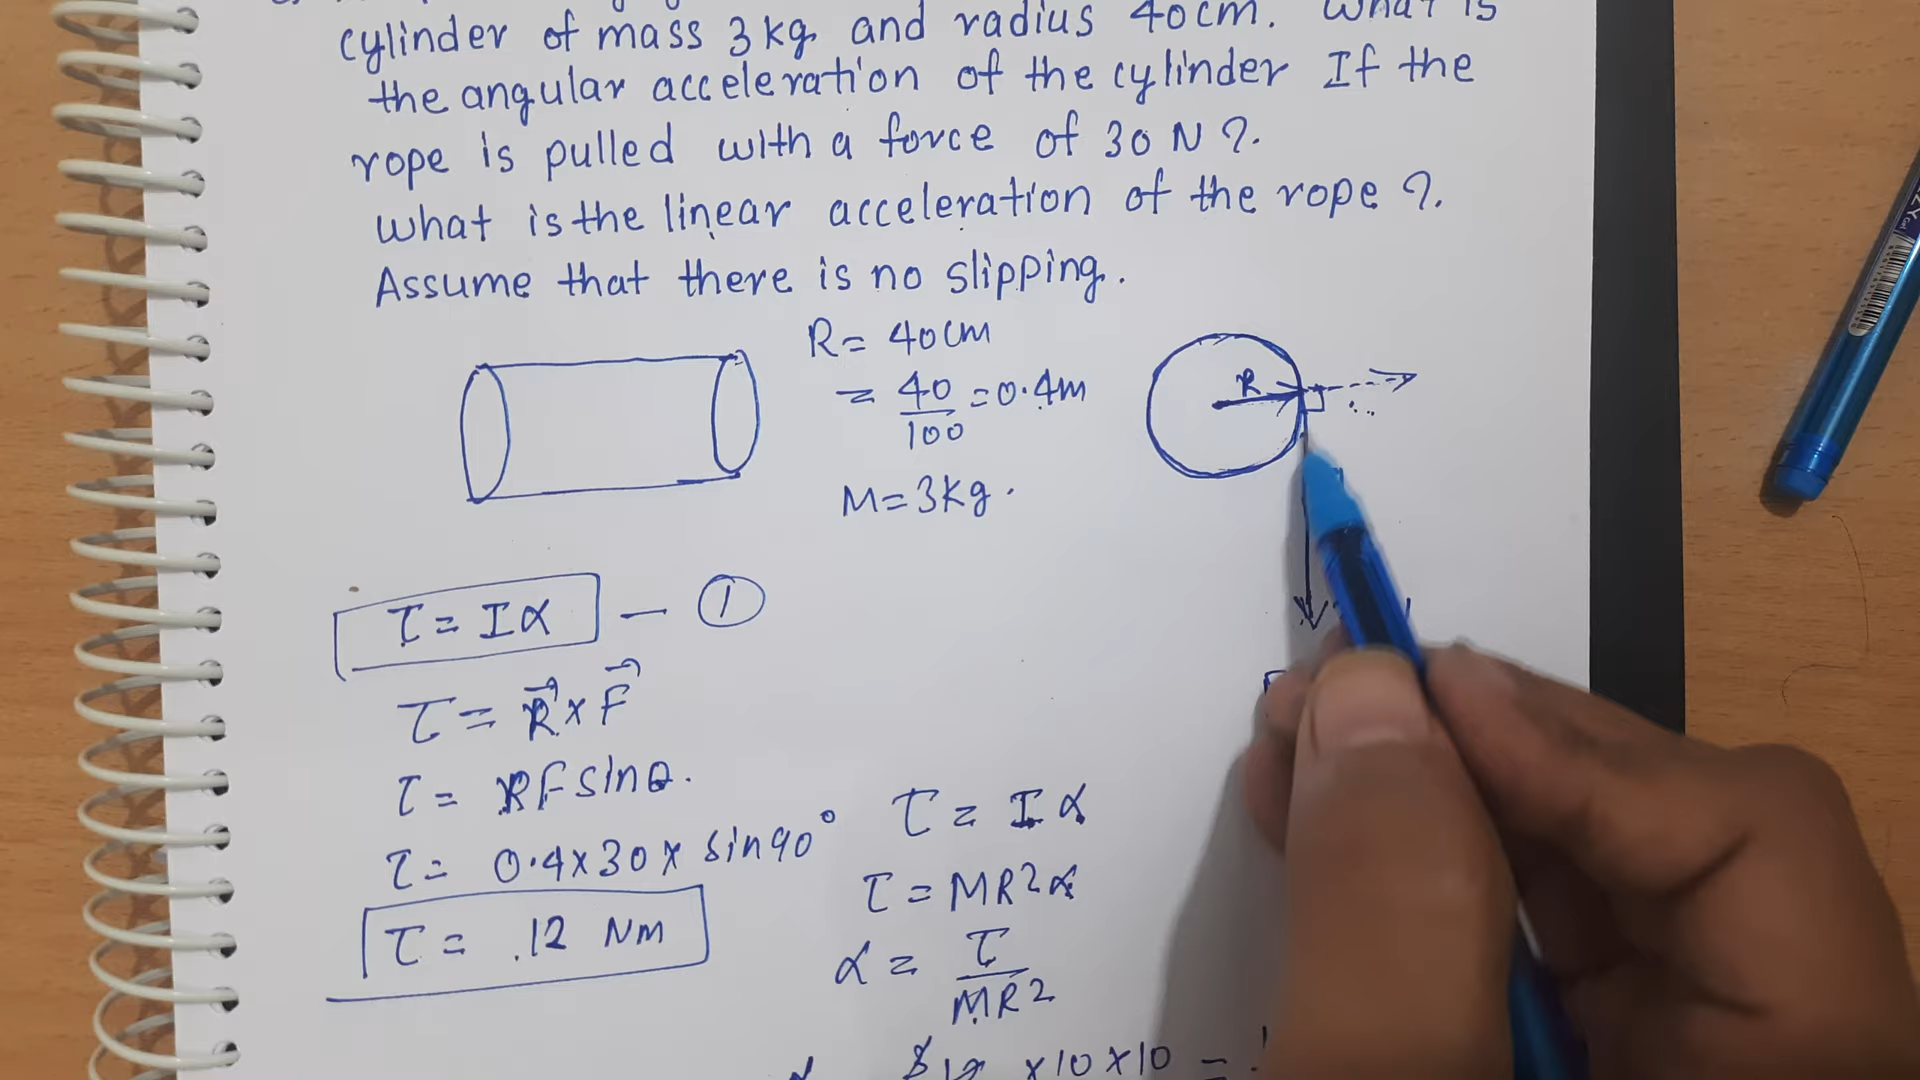 cylinder of mass 3 kg and radius 40 cm. What is
the angular acceleration of the cylinder If the
rope is pulled with a force of 30 N ?.
what is the linear acceleration of the rope ?.
Assume that there is no slipping.
R = 40 cm
= 40/100 = 0.4m
M = 3kg.
R
τ = Iα — ①
τ = R⃗ × F⃗
τ = RF sinθ.
τ = 0.4 × 30 × sin 90°
τ = .12 Nm
τ = Iα
τ = MR²α
α = τ/MR²
×10×10 =